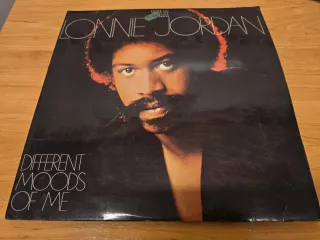 LONNIE JORDAN
DIFFERENT
MOODS
OF ME